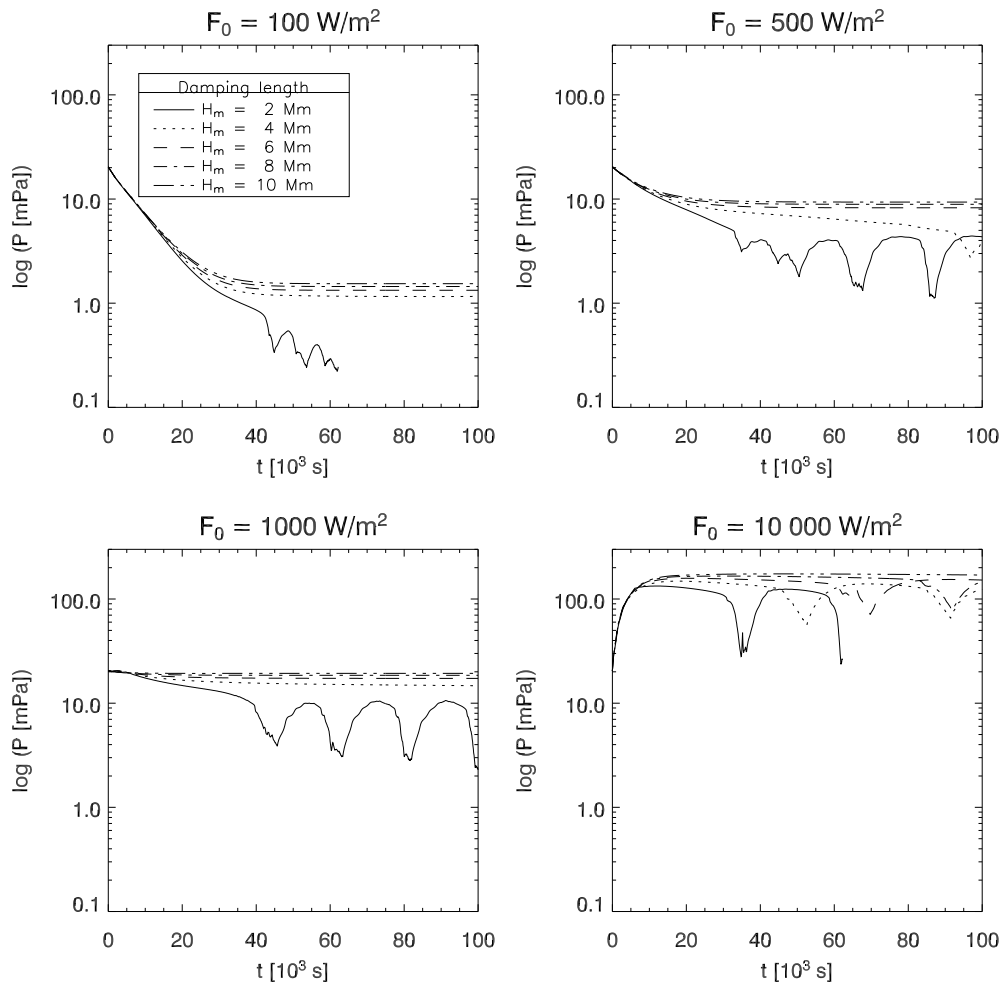 F₀ = 100 W/m²
log (P [mPa])
100.0
10.0
1.0
0.1
Damping length
Hₘ = 2 Mm
Hₘ = 4 Mm
Hₘ = 6 Mm
Hₘ = 8 Mm
Hₘ = 10 Mm
0 20 40 60 80 100
t [10³ s]
F₀ = 500 W/m²
log (P [mPa])
100.0
10.0
1.0
0.1
0 20 40 60 80 100
t [10³ s]
F₀ = 1000 W/m²
log (P [mPa])
100.0
10.0
1.0
0.1
0 20 40 60 80 100
t [10³ s]
F₀ = 10 000 W/m²
log (P [mPa])
100.0
10.0
1.0
0.1
0 20 40 60 80 100
t [10³ s]